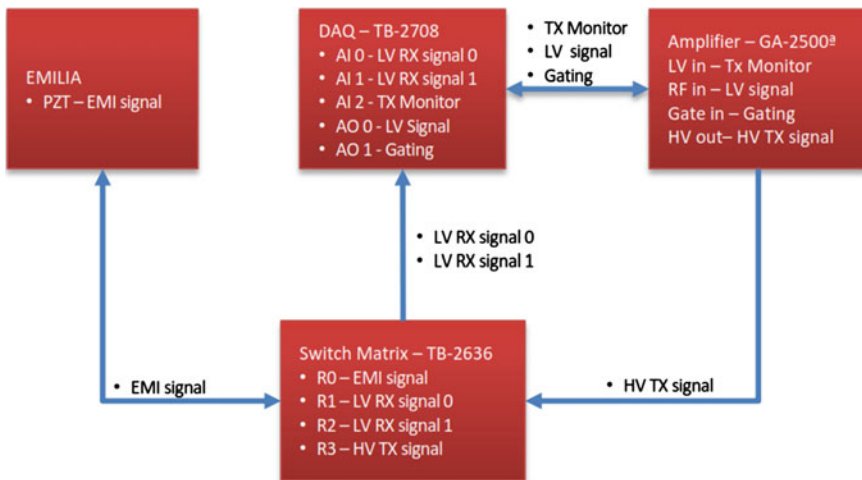 EMILIA
• PZT – EMI signal
DAQ – TB-2708
• AI 0 - LV RX signal 0
• AI 1 - LV RX signal 1
• AI 2 - TX Monitor
• AO 0 - LV Signal
• AO 1 - Gating
• TX Monitor
• LV signal
• Gating
Amplifier – GA-2500ª
LV in – Tx Monitor
RF in – LV signal
Gate in – Gating
HV out– HV TX signal
• LV RX signal 0
• LV RX signal 1
• EMI signal
Switch Matrix – TB-2636
• R0 – EMI signal
• R1 – LV RX signal 0
• R2 – LV RX signal 1
• R3 – HV TX signal
• HV TX signal